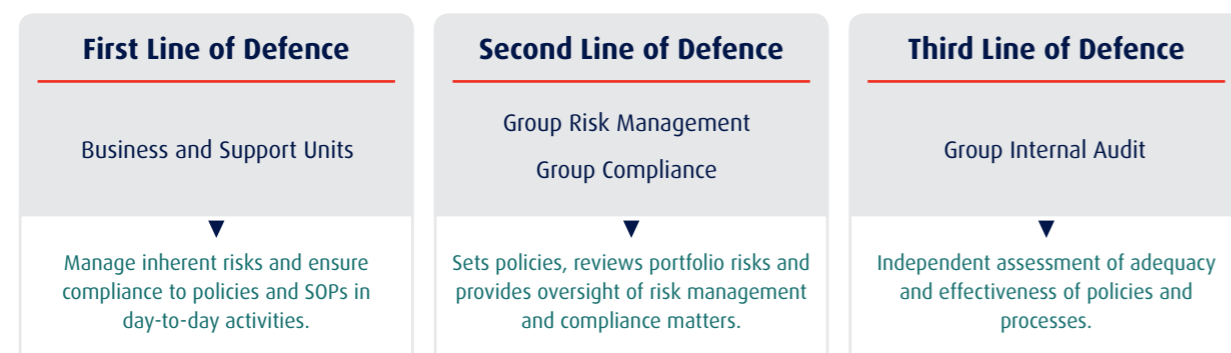 First Line of Defence
Business and Support Units
Manage inherent risks and ensure
compliance to policies and SOPs in
day-to-day activities.
Second Line of Defence
Group Risk Management
Group Compliance
Sets policies, reviews portfolio risks and
provides oversight of risk management
and compliance matters.
Third Line of Defence
Group Internal Audit
Independent assessment of adequacy
and effectiveness of policies and
processes.